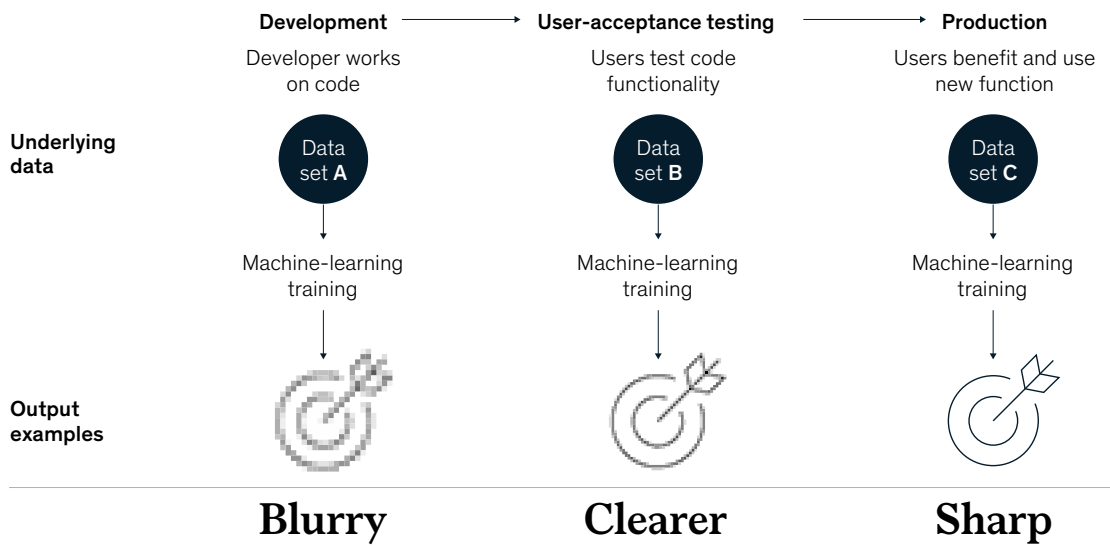 Development
User-acceptance testing
Production
Developer works
on code
Users test code
functionality
Users benefit and use
new function
Underlying
data
Data
set A
Data
set B
Data
set C
Machine-learning
training
Machine-learning
training
Machine-learning
training
Output
examples
Blurry
Clearer
Sharp